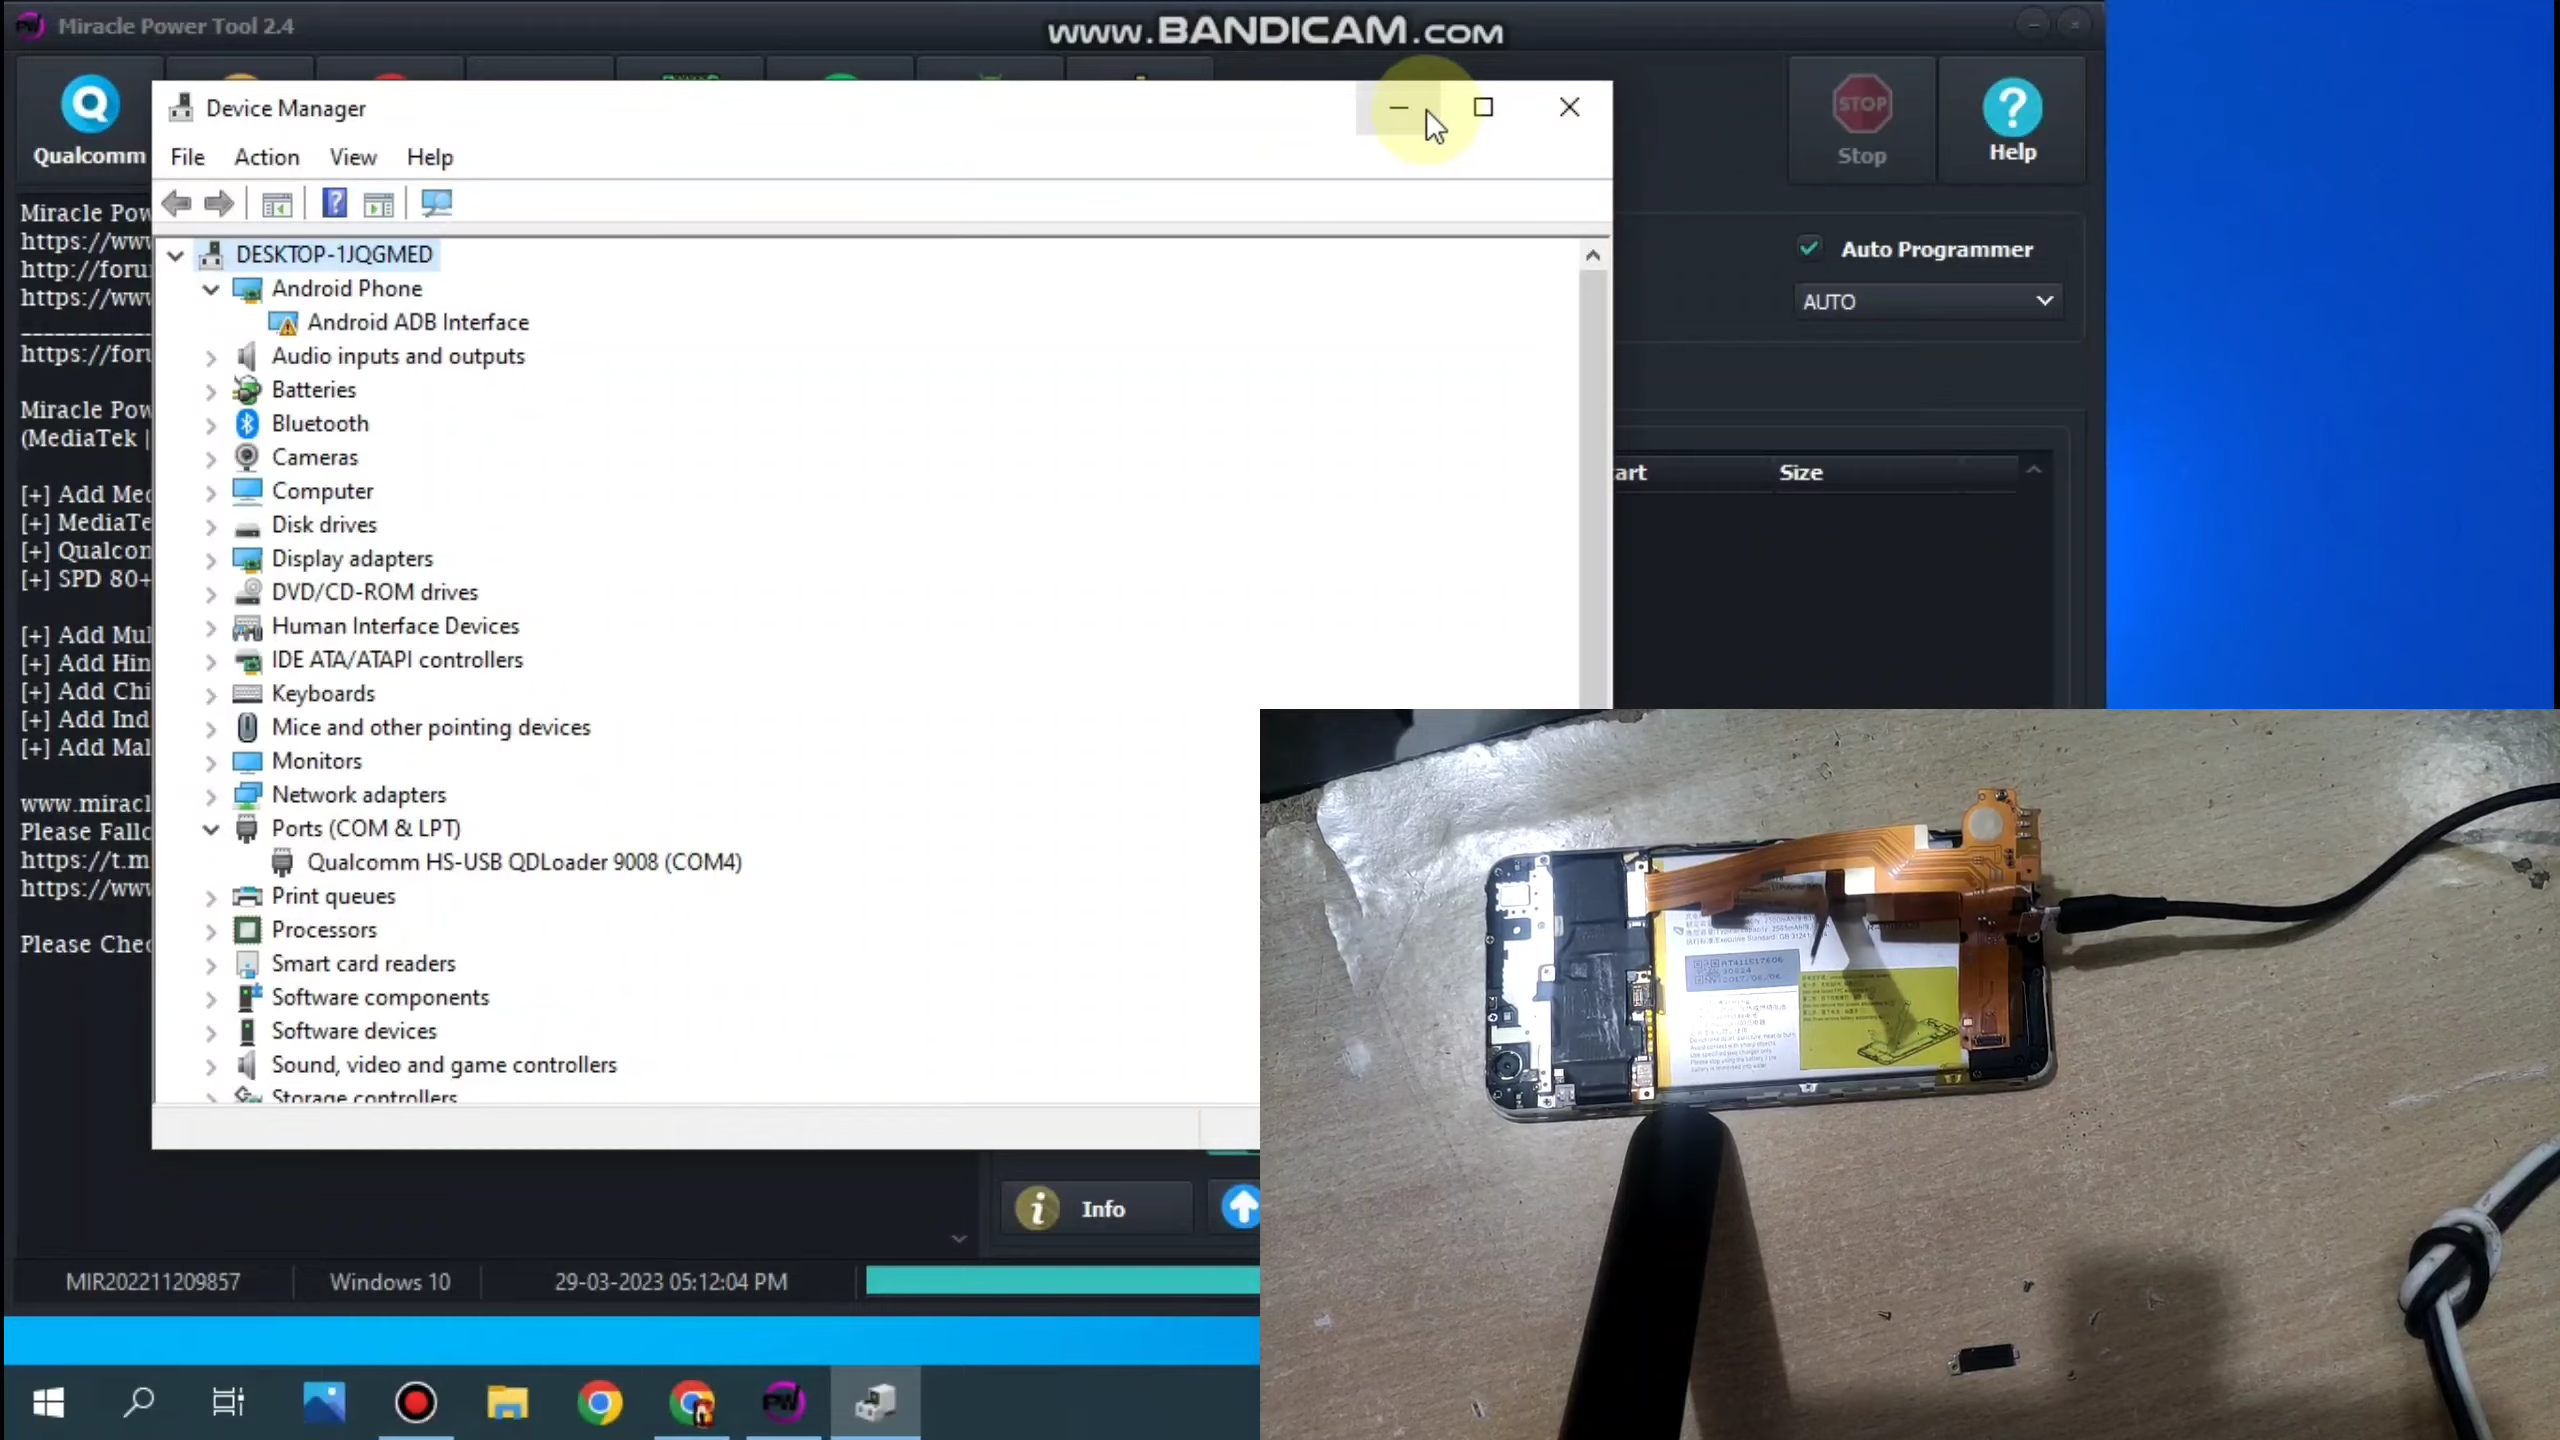 Miracle Power Tool 2.4
www.BANDICAM.com
Qualcomm
Stop
Help
STOP
Device Manager
File Action View Help
DESKTOP-1JQGMED
Android Phone
Android ADB Interface
Audio inputs and outputs
Batteries
Bluetooth
Cameras
Computer
Disk drives
Display adapters
DVD/CD-ROM drives
Human Interface Devices
IDE ATA/ATAPI controllers
Keyboards
Mice and other pointing devices
Monitors
Network adapters
Ports (COM & LPT)
Qualcomm HS-USB QDLoader 9008 (COM4)
Print queues
Processors
Smart card readers
Software components
Software devices
Sound, video and game controllers
Storage controllers
Miracle Pow
https://www
http://foru
https://www
https://foru
Miracle Pow
(MediaTek |
[+] Add Med
[+] MediaTe
[+] Qualcom
[+] SPD 80+
[+] Add Mul
[+] Add Hin
[+] Add Chi
[+] Add Ind
[+] Add Mal
www.miracl
Please Fallo
https://t.m
https://www
Please Chec
Auto Programmer
AUTO
tart Size
Info
MIR202211209857 Windows 10 29-03-2023 05:12:04 PM
AT411517606